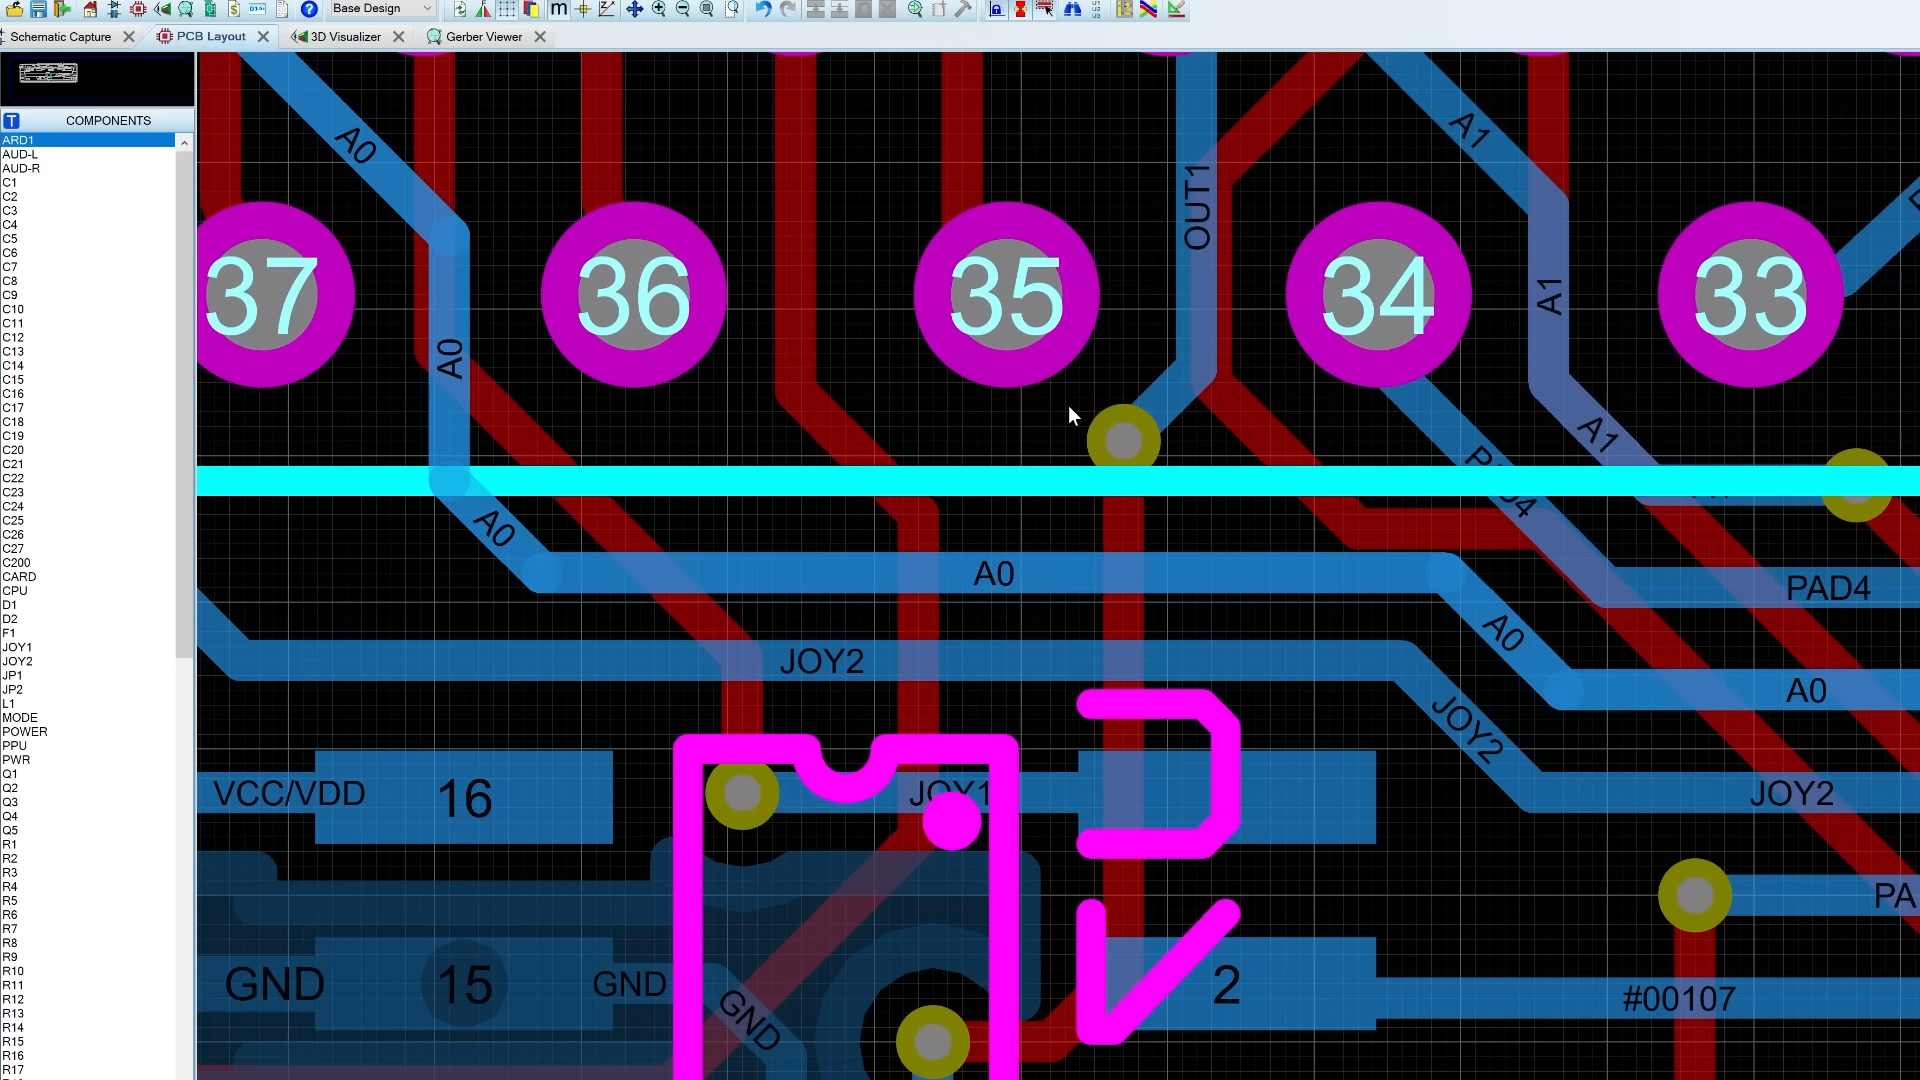 Base Design
m
Schematic Capture
PCB Layout
3D Visualizer
Gerber Viewer
T COMPONENTS
ARD1
AUD-L
AUD-R
C1
C2
C3
C4
C5
C6
C7
C8
C9
C10
C11
C12
C13
C14
C15
C16
C17
C18
C19
C20
C21
C22
C23
C24
C25
C26
C27
C200
CARD
CPU
D1
D2
F1
JOY1
JOY2
JP1
JP2
L1
MODE
POWER
PPU
PWR
Q1
Q2
Q3
Q4
Q5
R1
R2
R3
R4
R5
R6
R7
R8
R9
R10
R11
R12
R13
R14
R15
R16
R17
A0
A1
OUT1
37
36
35
34
33
A0
A1
A1
PAD4
A0
A0
PAD4
A0
A0
JOY2
JOY2
VCC/VDD
16
JOY1
JOY2
PA
GND
15
GND
GND
2
#00107